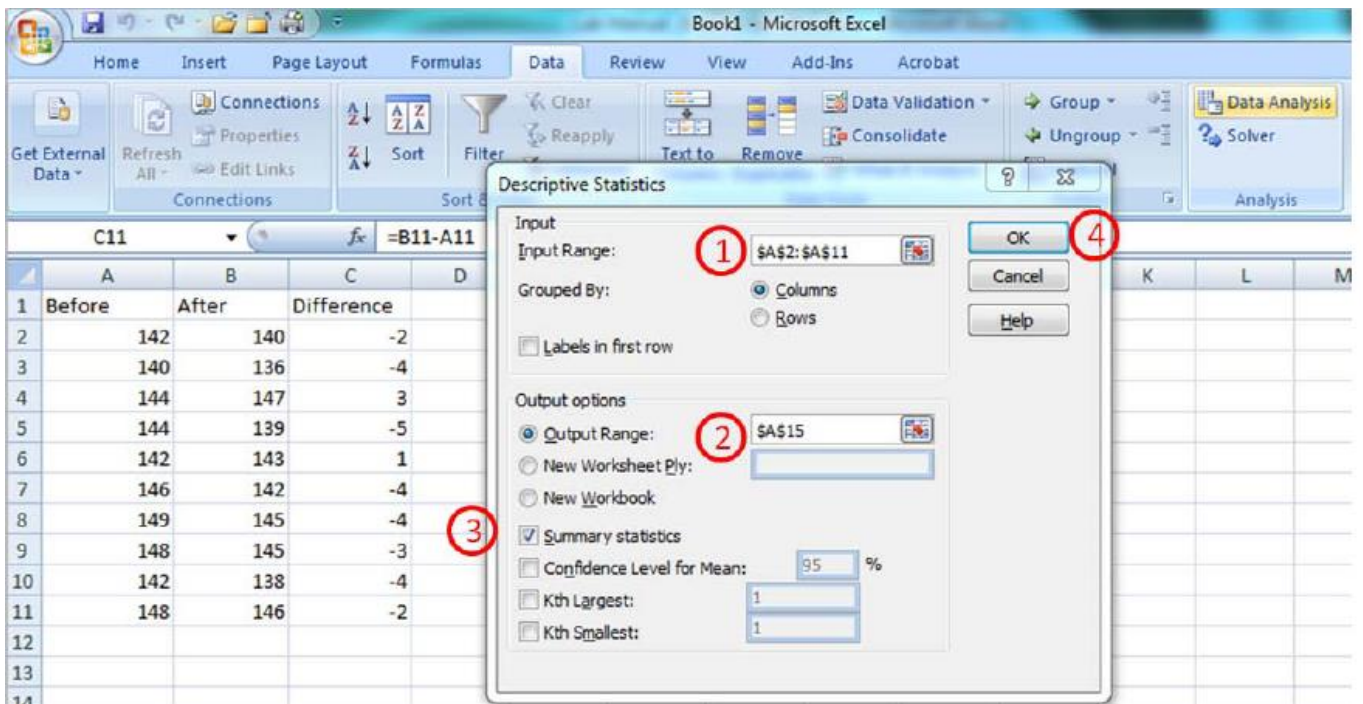 Book1 - Microsoft Excel
Home Insert Page Layout Formulas Data Review View Add-Ins Acrobat
Get External Data
Refresh All
Connections
Properties
Edit Links
Connections
Sort
Filter
Clear
Reapply
Text to
Remove
Data Validation
Consolidate
Group
Ungroup
Data Analysis
Solver
Analysis
C11 fx =B11-A11
A B C D K L M
1 Before After Difference
2 142 140 -2
3 140 136 -4
4 144 147 3
5 144 139 -5
6 142 143 1
7 146 142 -4
8 149 145 -4
9 148 145 -3
10 142 138 -4
11 148 146 -2
12
13
14
Descriptive Statistics
Input
Input Range: 1 $A$2:$A$11
Grouped By: Columns
Rows
Labels in first row
Output options
Output Range: 2 $A$15
New Worksheet Ply:
New Workbook
3 Summary statistics
Confidence Level for Mean: 95 %
Kth Largest: 1
Kth Smallest: 1
OK 4
Cancel
Help